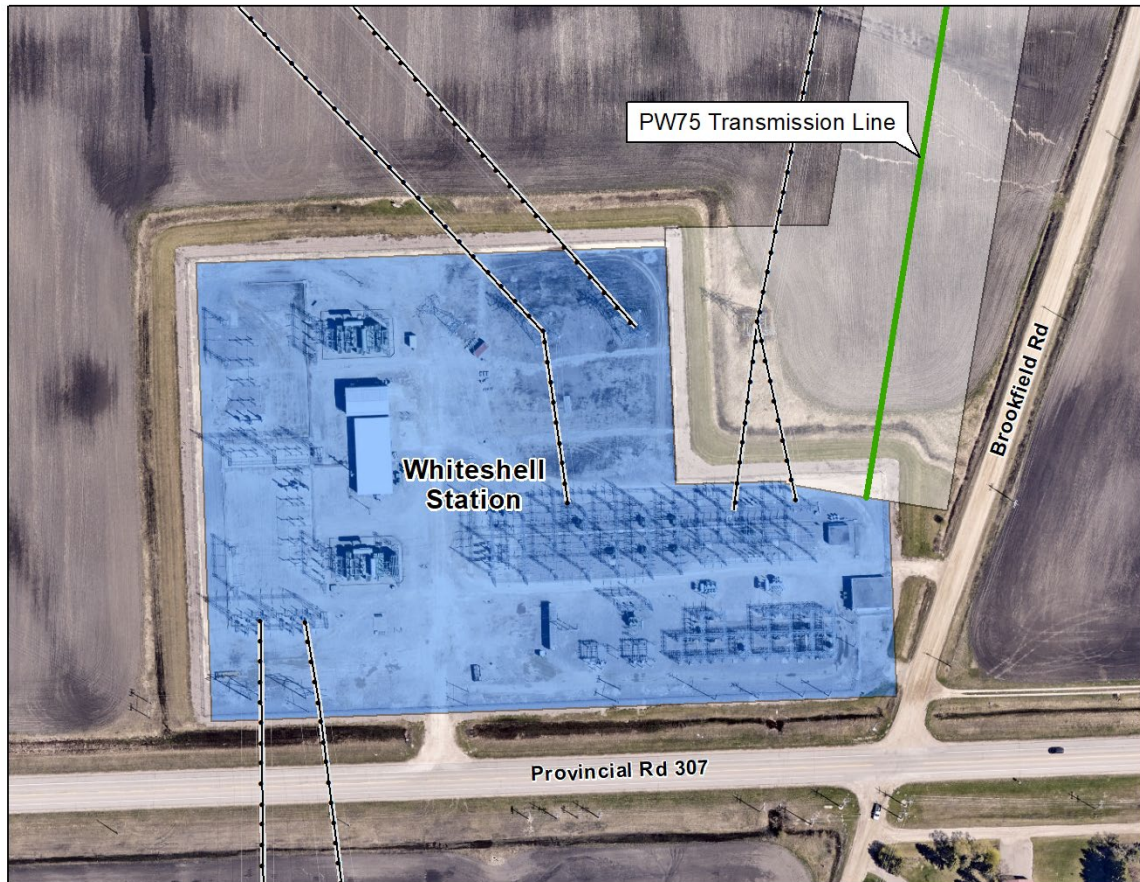 PW75 Transmission Line
Brookfield Rd
Whiteshell
Station
Provincial Rd 307